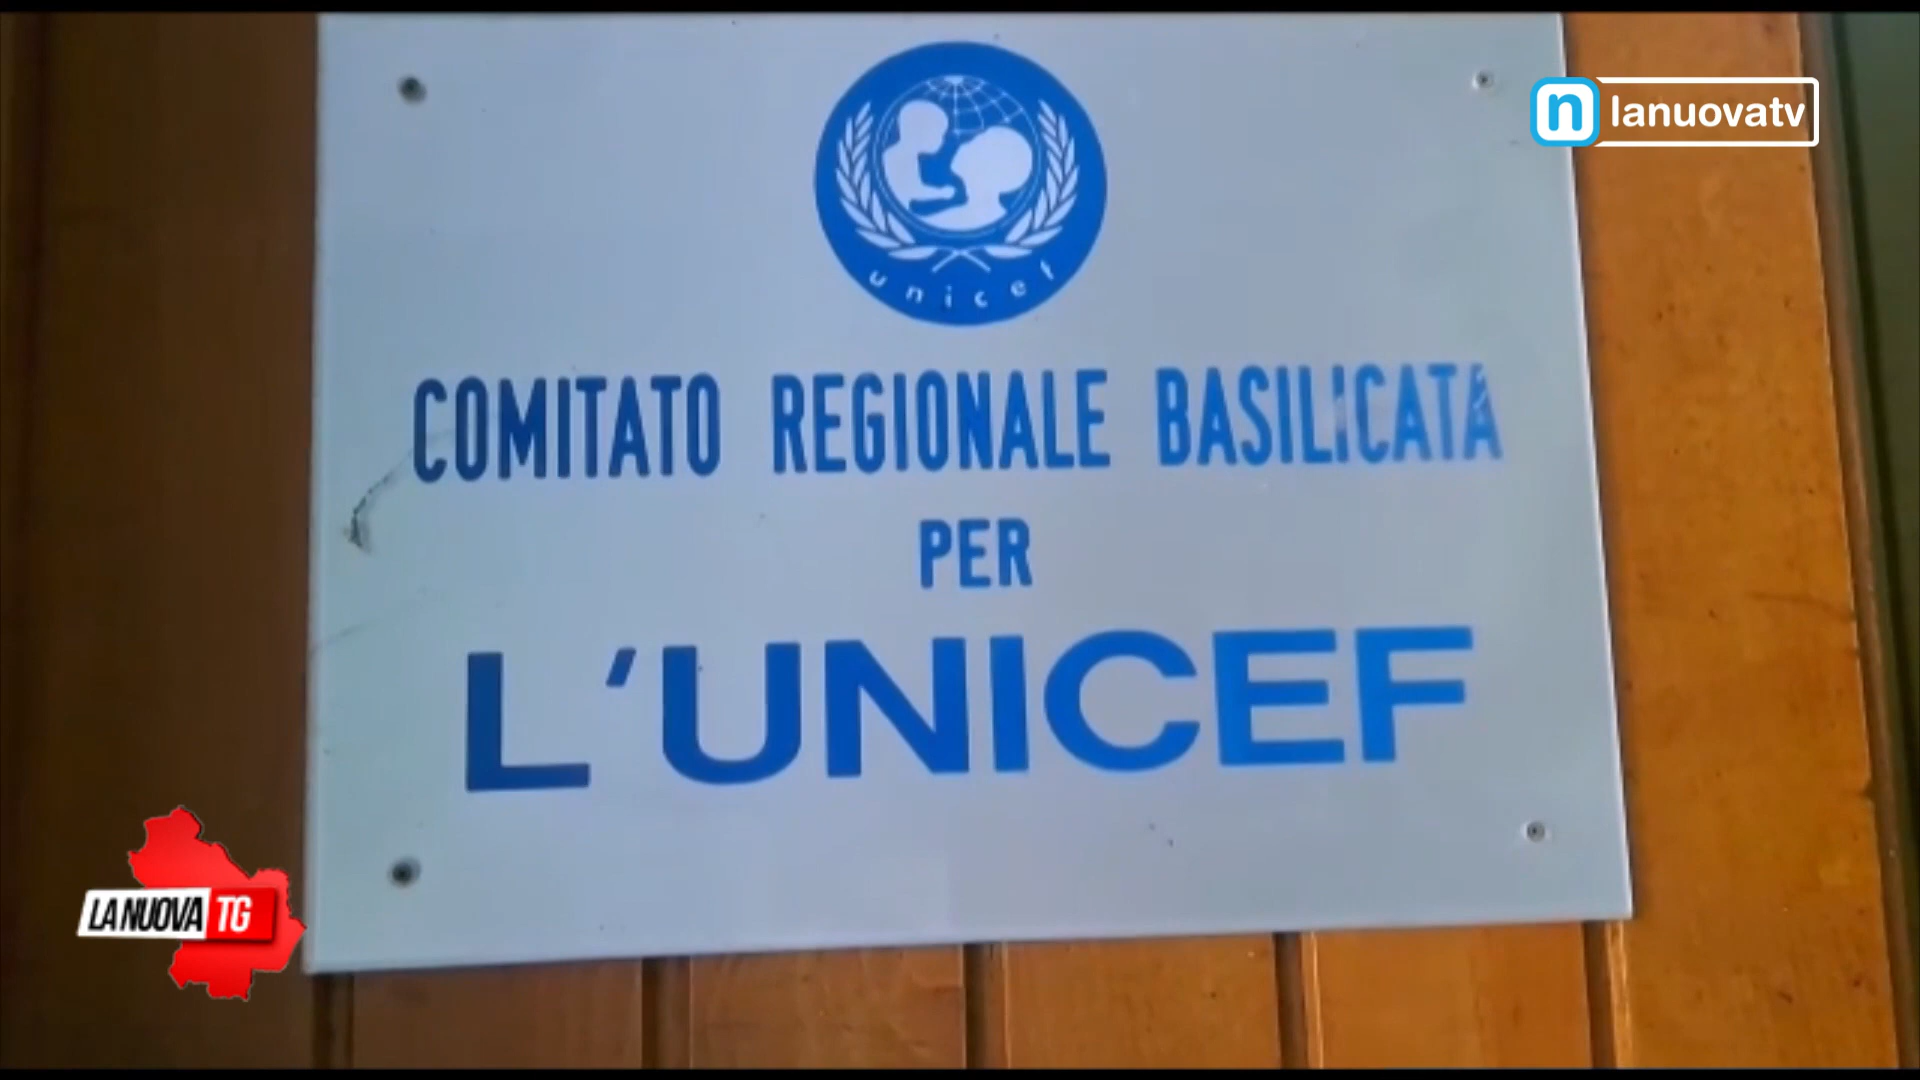 lanuovatv
unicef
COMITATO REGIONALE BASILICATA
PER
L'UNICEF
LA NUOVA TG